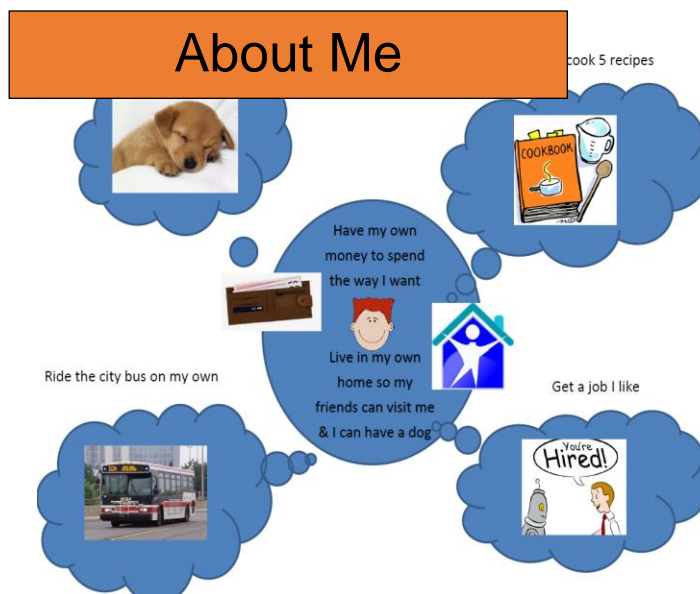 About Me
cook 5 recipes
COOKBOOK
Have my own
money to spend
the way I want
Live in my own
home so my
friends can visit me
& I can have a dog
Ride the city bus on my own
Get a job I like
You're
Hired!